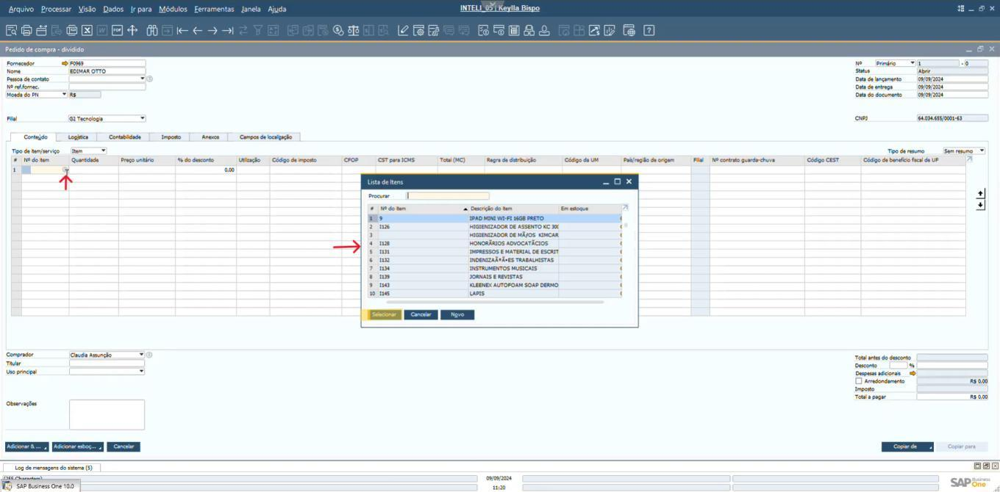 Arquivo Processar Visão Dados Ir para Módulos Ferramentas Janela Ajuda
INTELI_05 | Keylla Bispo
Pedido de compra - dividido
Fornecedor F0969
Nome EDIMAR OTTO
Pessoa de contato
Nº ref.fornec.
Moeda do PN R$
Filial G2 Tecnologia
Nº Primário 1 - 0
Status Abrir
Data de lançamento 09/09/2024
Data de entrega 09/09/2024
Data do documento 09/09/2024
CNPJ 64.034.655/0001-63
Conteúdo Logística Contabilidade Imposto Anexos Campos de localização
Tipo de item/serviço Item
Tipo de resumo Sem resumo
# Nº do item Quantidade Preço unitário % do desconto Utilização Código de imposto CFOP CST para ICMS Total (MC) Regra de distribuição Código da UM País/região de origem Filial Nº contrato guarda-chuva Código CEST Código de benefício fiscal de UF
1 0,00
Lista de Itens
Procurar
# Nº do item Descrição do item Em estoque
1 9 IPAD MINI WI-FI 16GB PRETO
2 I126 HIGIENIZADOR DE ASSENTO KC 300
3 HIGIENIZADOR DE MÃƒOS KIMCAR
4 I128 HONORÃRIOS ADVOCATÃCIOS
5 I131 IMPRESSOS E MATERIAL DE ESCRIT
6 I132 TRABALHISTAS
7 I134 INSTRUMENTOS MUSICAIS
8 I139 JORNAIS E REVISTAS
9 I143 KLEENEX AUTOFOAM SOAP DERMO
10 I145 LAPIS
Selecionar Cancelar Novo
Comprador Claudia Assunção
Titular
Uso principal
Observações
Total antes do desconto
Desconto %
Despesas adicionais
Arredondamento R$ 0,00
Imposto
Total a pagar R$ 0,00
Adicionar & ... Adicionar esboç... Cancelar
Copiar de Copiar para
Log de mensagens do sistema (5)
09/09/2024
11:20
SAP Business One 10.0
SAP Business One